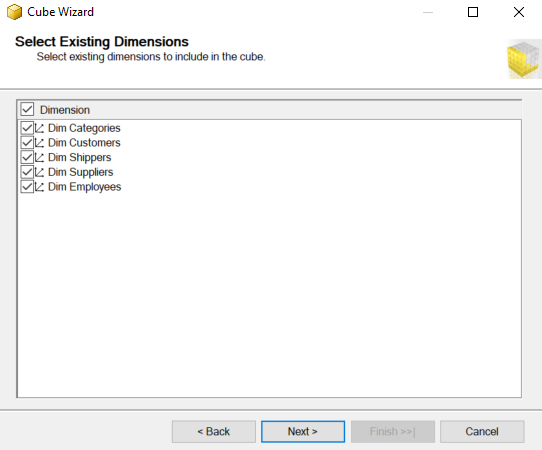 Cube Wizard
Select Existing Dimensions
Select existing dimensions to include in the cube.
Dimension
Dim Categories
Dim Customers
Dim Shippers
Dim Suppliers
Dim Employees
< Back Next > Finish >>| Cancel